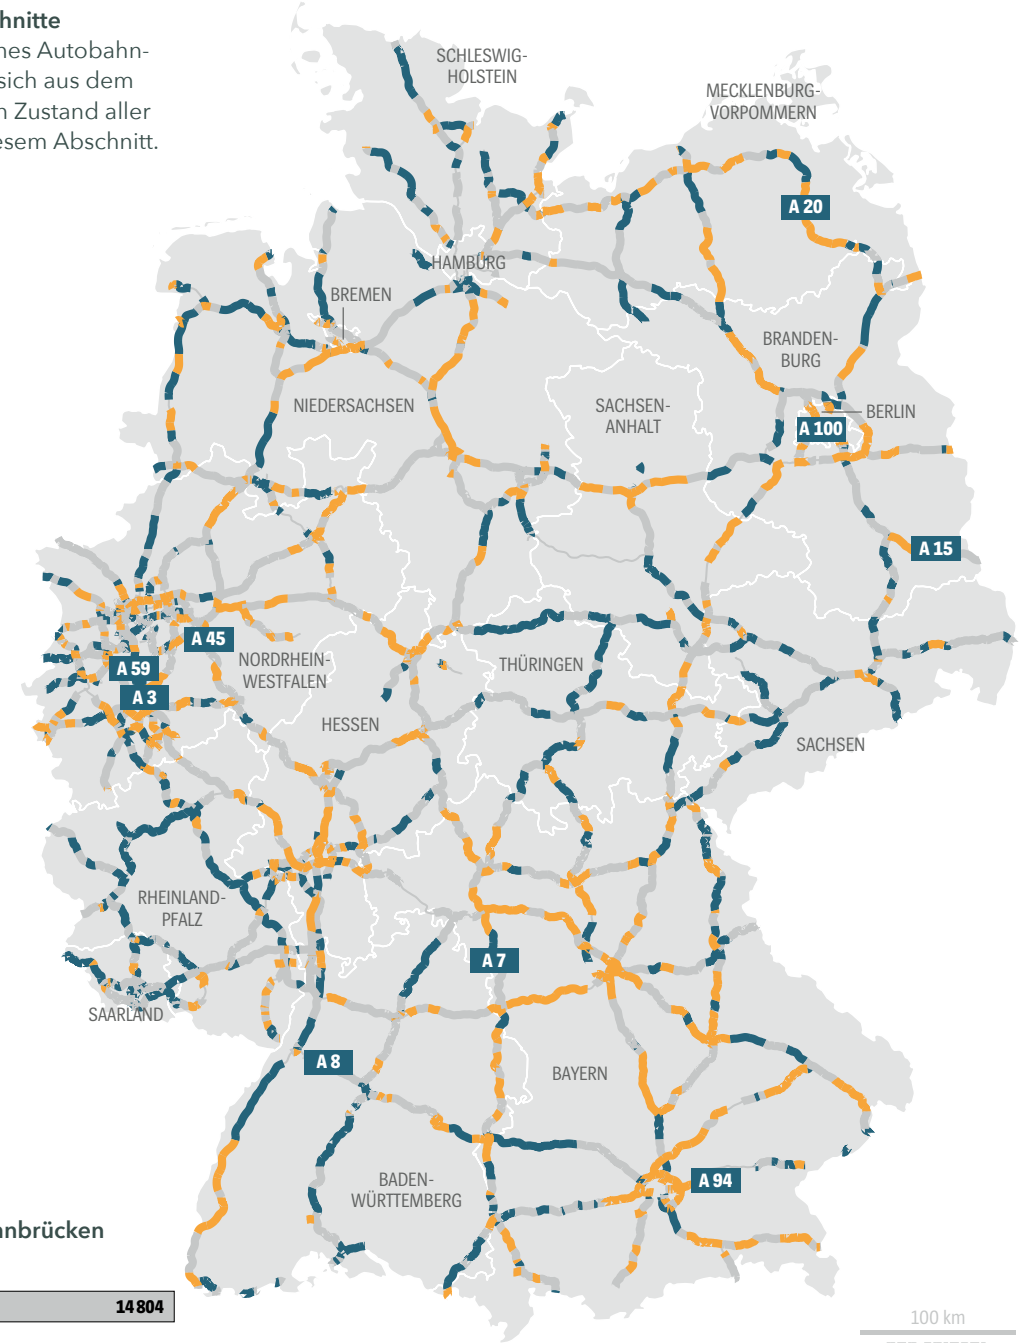 hnitte
nes Autobahn-
sich aus dem
n Zustand aller
esem Abschnitt.
SCHLESWIG-
HOLSTEIN
MECKLENBURG-
VORPOMMERN
A 20
HAMBURG
BREMEN
BRANDEN-
BURG
NIEDERSACHSEN
SACHSEN-
ANHALT
BERLIN
A 100
A 15
A 45
A 59
NORDRHEIN-
WESTFALEN
THÜRINGEN
A 3
HESSEN
SACHSEN
RHEINLAND-
PFALZ
A 7
SAARLAND
A 8
BAYERN
BADEN-
WÜRTTEMBERG
A 94
nnbrücken
14 804
100 km